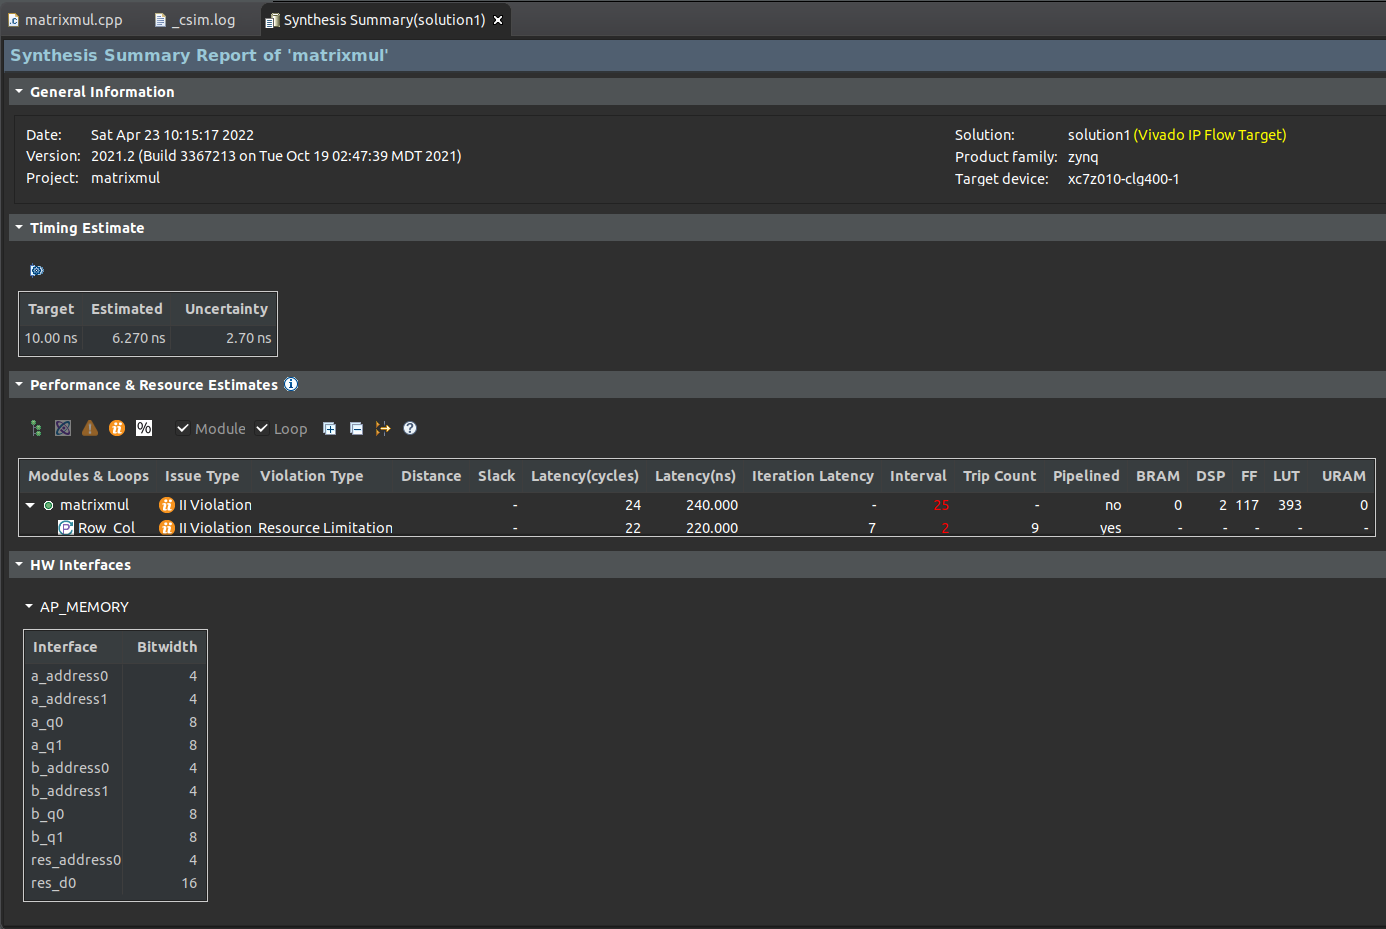 matrixmul.cpp _csim.log Synthesis Summary(solution1)
Synthesis Summary Report of 'matrixmul'
General Information
Date: Sat Apr 23 10:15:17 2022 Solution: solution1 (Vivado IP Flow Target)
Version: 2021.2 (Build 3367213 on Tue Oct 19 02:47:39 MDT 2021) Product family: zynq
Project: matrixmul Target device: xc7z010-clg400-1
Timing Estimate
Target Estimated Uncertainty
10.00 ns 6.270 ns 2.70 ns
Performance & Resource Estimates
% Module Loop
Modules & Loops Issue Type Violation Type Distance Slack Latency(cycles) Latency(ns) Iteration Latency Interval Trip Count Pipelined BRAM DSP FF LUT URAM
matrixmul II Violation - 24 240.000 - 25 - no 0 2 117 393 0
Row_Col II Violation Resource Limitation - 22 220.000 7 2 9 yes - - - - -
HW Interfaces
AP_MEMORY
Interface Bitwidth
a_address0 4
a_address1 4
a_q0 8
a_q1 8
b_address0 4
b_address1 4
b_q0 8
b_q1 8
res_address0 4
res_d0 16